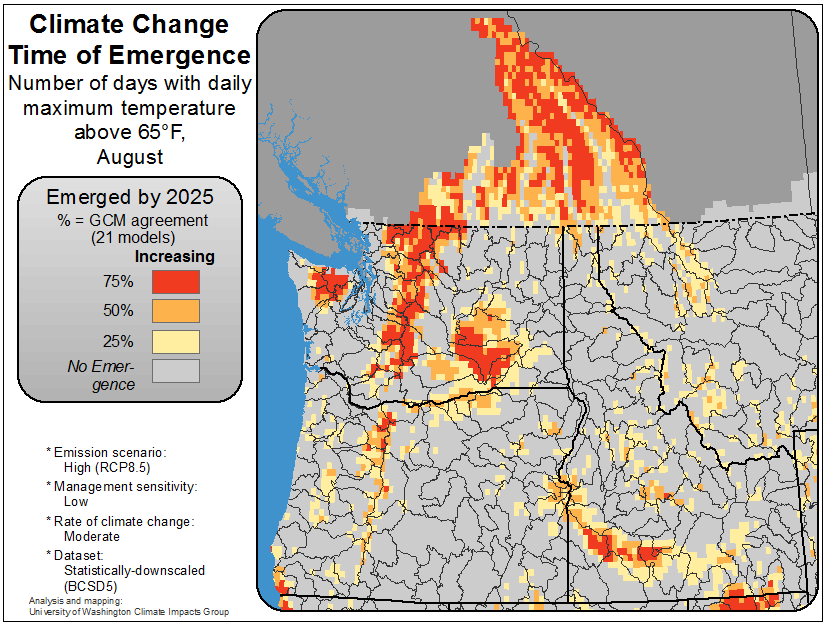 Climate Change
Time of Emergence
Number of days with daily
maximum temperature
above 65°F,
August
Emerged by 2025
% = GCM agreement
(21 models)
Increasing
75%
50%
25%
No Emer-
gence
* Emission scenario:
High (RCP8.5)
* Management sensitivity:
Low
* Rate of climate change:
Moderate
* Dataset:
Statistically-downscaled
(BCSD5)
Analysis and mapping:
University of Washington Climate Impacts Group